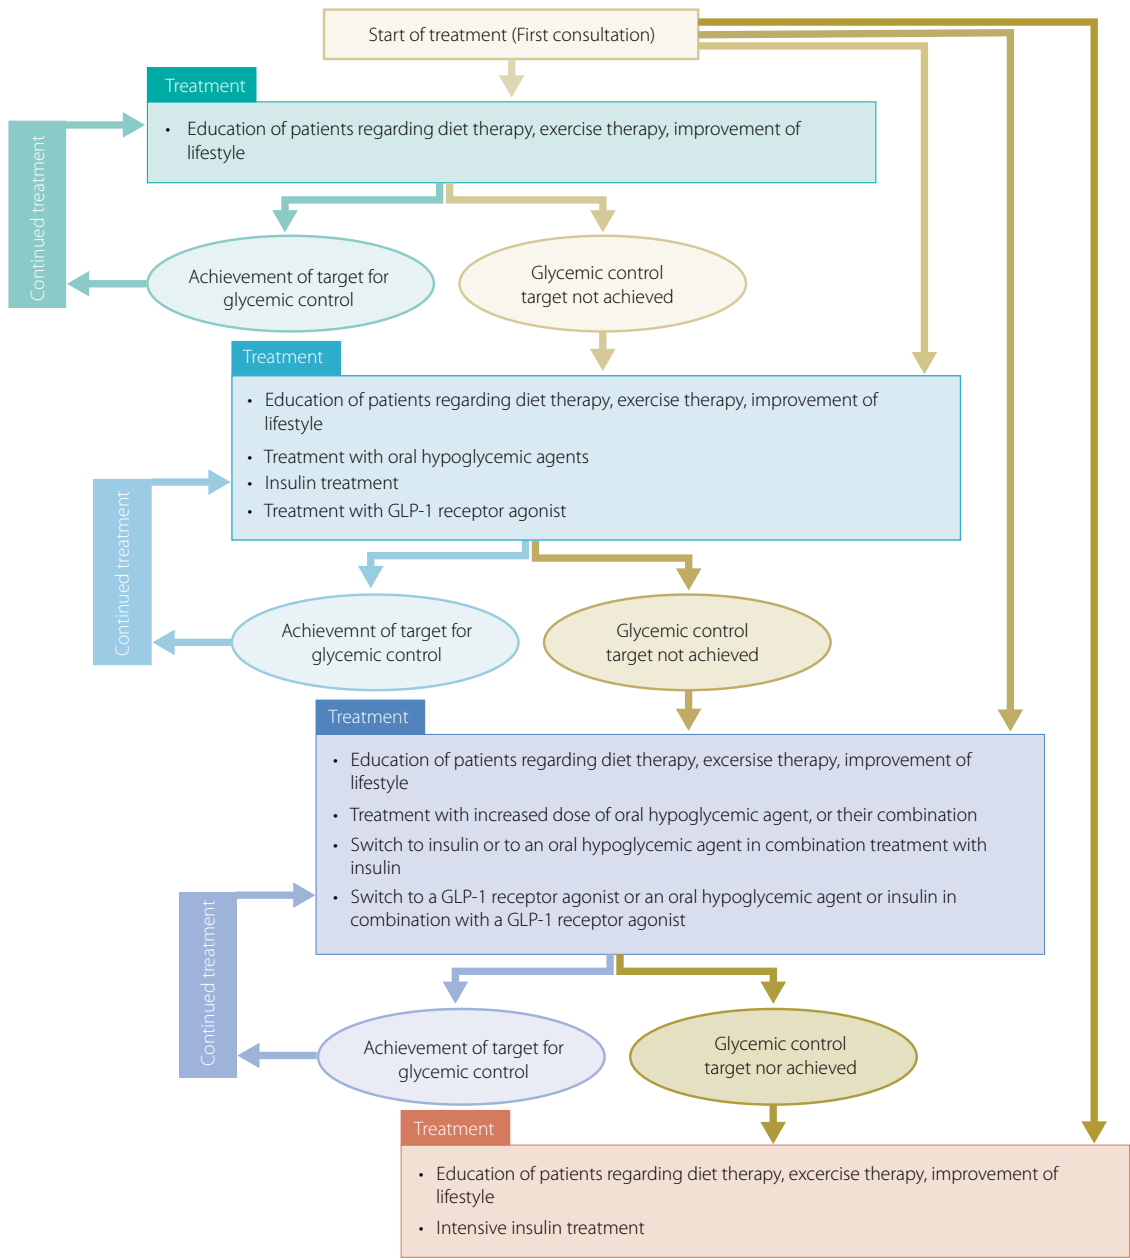 Start of treatment (First consultation)
Treatment
• Education of patients regarding diet therapy, exercise therapy, improvement of
lifestyle
Continued treatment
Achievement of target for
glycemic control
Glycemic control
target not achieved
Treatment
• Education of patients regarding diet therapy, exercise therapy, improvement of
lifestyle
• Treatment with oral hypoglycemic agents
• Insulin treatment
• Treatment with GLP-1 receptor agonist
Continued treatment
Achievemnt of target for
glycemic control
Glycemic control
target not achieved
Treatment
• Education of patients regarding diet therapy, excersise therapy, improvement of
lifestyle
• Treatment with increased dose of oral hypoglycemic agent, or their combination
• Switch to insulin or to an oral hypoglycemic agent in combination treatment with
insulin
• Switch to a GLP-1 receptor agonist or an oral hypoglycemic agent or insulin in
combination with a GLP-1 receptor agonist
Continued treatment
Achievement of target for
glycemic control
Glycemic control
target nor achieved
Treatment
• Education of patients regarding diet therapy, excercise therapy, improvement of
lifestyle
• Intensive insulin treatment